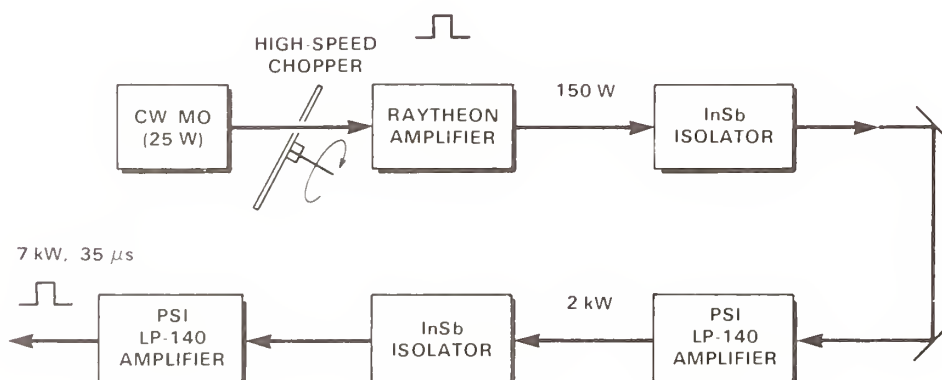 HIGH-SPEED
CHOPPER
CW MO
(25 W)
RAYTHEON
AMPLIFIER
150 W
InSb
ISOLATOR
7 kW, 35 μs
PSI
LP-140
AMPLIFIER
InSb
ISOLATOR
2 kW
PSI
LP-140
AMPLIFIER